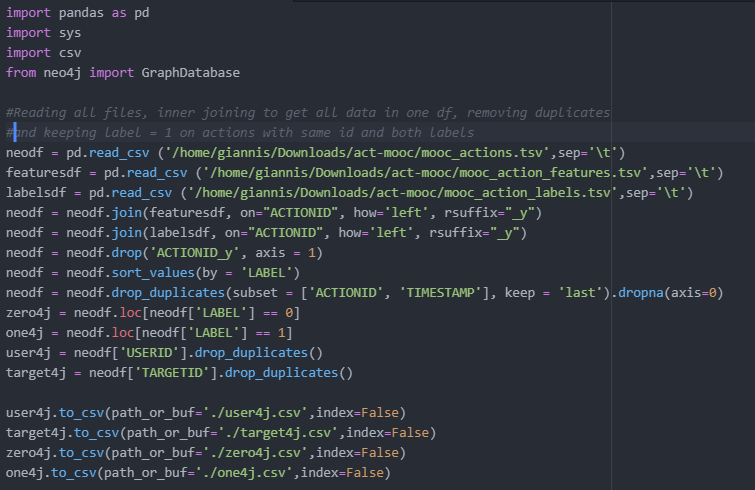 import pandas as pd
import sys
import csv
from neo4j import GraphDatabase
#Reading all files, inner joining to get all data in one df, removing duplicates
#and keeping label = 1 on actions with same id and both labels
neodf = pd.read_csv ('/home/giannis/Downloads/act-mooc/mooc_actions.tsv',sep='\t')
featuresdf = pd.read_csv ('/home/giannis/Downloads/act-mooc/mooc_action_features.tsv',sep='\t')
labelsdf = pd.read_csv ('/home/giannis/Downloads/act-mooc/mooc_action_labels.tsv',sep='\t')
neodf = neodf.join(featuresdf, on="ACTIONID", how='left', rsuffix="_y")
neodf = neodf.join(labelsdf, on="ACTIONID", how='left', rsuffix="_y")
neodf = neodf.drop('ACTIONID_y', axis = 1)
neodf = neodf.sort_values(by = 'LABEL')
neodf = neodf.drop_duplicates(subset = ['ACTIONID', 'TIMESTAMP'], keep = 'last').dropna(axis=0)
zero4j = neodf.loc[neodf['LABEL'] == 0]
one4j = neodf.loc[neodf['LABEL'] == 1]
user4j = neodf['USERID'].drop_duplicates()
target4j = neodf['TARGETID'].drop_duplicates()
user4j.to_csv(path_or_buf='./user4j.csv',index=False)
target4j.to_csv(path_or_buf='./target4j.csv',index=False)
zero4j.to_csv(path_or_buf='./zero4j.csv',index=False)
one4j.to_csv(path_or_buf='./one4j.csv',index=False)